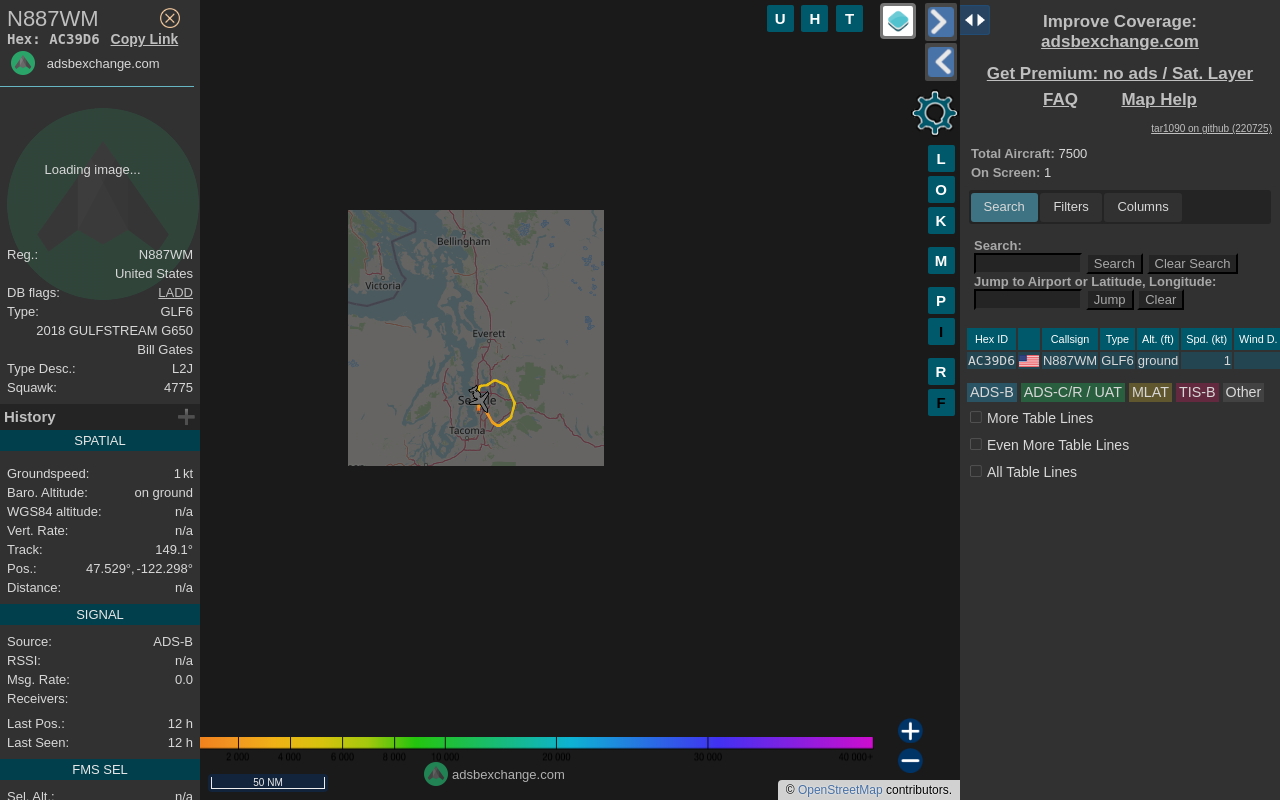 N887WM
Hex: AC39D6 Copy Link
adsbexchange.com
Loading image...
Reg.: N887WM
United States
DB flags: LADD
Type: GLF6
2018 GULFSTREAM G650
Bill Gates
Type Desc.: L2J
Squawk: 4775
History
SPATIAL
Groundspeed: 1 kt
Baro. Altitude: on ground
WGS84 altitude: n/a
Vert. Rate: n/a
Track: 149.1°
Pos.: 47.529°, -122.298°
Distance: n/a
SIGNAL
Source: ADS-B
RSSI: n/a
Msg. Rate: 0.0
Receivers:
Last Pos.: 12 h
Last Seen: 12 h
FMS SEL
Sel. Alt.: n/a
U H T
L
O
K
M
P
I
R
F
Bellingham
Victoria
Everett
Tacoma
2 000 4 000 6 000 8 000 10 000 20 000 30 000 40 000+
adsbexchange.com
50 NM
© OpenStreetMap contributors.
Improve Coverage:
adsbexchange.com
Get Premium: no ads / Sat. Layer
FAQ Map Help
tar1090 on github (220725)
Total Aircraft: 7500
On Screen: 1
Search Filters Columns
Search:
Search Clear Search
Jump to Airport or Latitude, Longitude:
Jump Clear
Hex ID Callsign Type Alt. (ft) Spd. (kt) Wind D.
AC39D6 N887WM GLF6 ground 1
ADS-B ADS-C/R / UAT MLAT TIS-B Other
More Table Lines
Even More Table Lines
All Table Lines